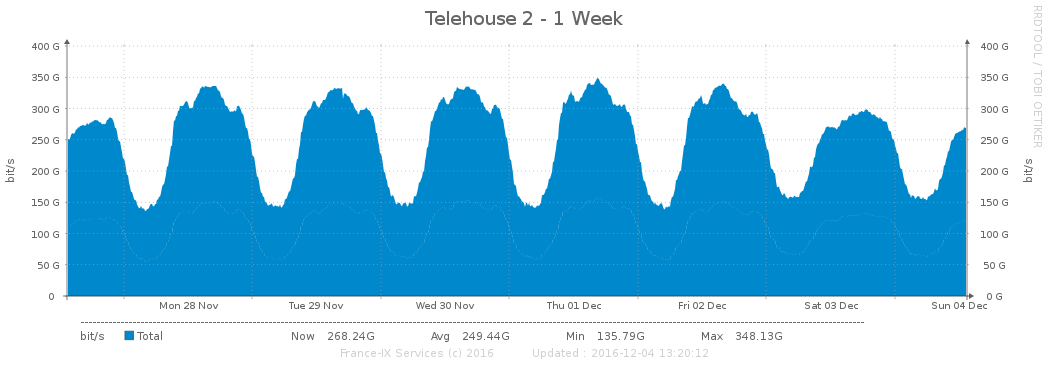 Telehouse 2 - 1 Week
RRDTOOL / TOBI OETIKER
400 G 400 G
350 G 350 G
300 G 300 G
250 G 250 G
200 G 200 G
150 G 150 G
100 G 100 G
50 G 50 G
0 0 G
bit/s
bit/s
Mon 28 Nov Tue 29 Nov Wed 30 Nov Thu 01 Dec Fri 02 Dec Sat 03 Dec Sun 04 Dec
bit/s Total Now 268.24G Avg 249.44G Min 135.79G Max 348.13G
France-IX Services (c) 2016 Updated : 2016-12-04 13:20:12